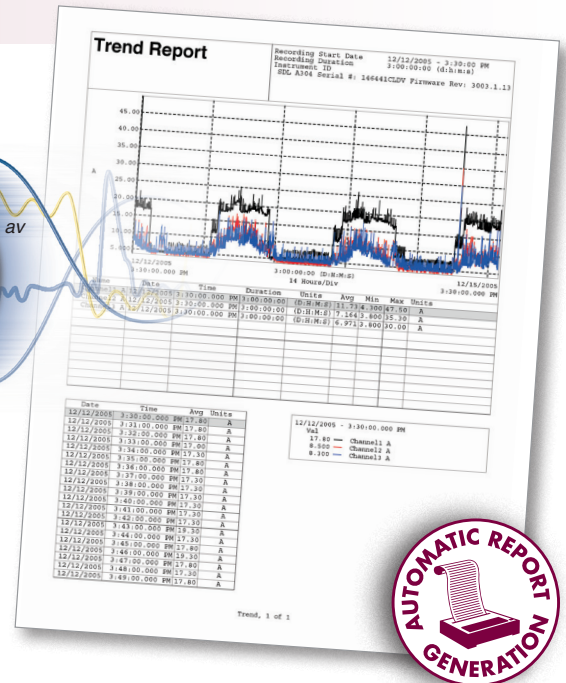 Trend Report
Recording Start Date 12/12/2005 - 3:30:00 PM
Recording Duration 3:00:00:00 (d:h:m:s)
Instrument ID
SDL A304 Serial #: 146441CLDV Firmware Rev: 3003.1.13
45.00
40.00
35.00
30.00
A
25.00
20.00
15.00
10.00
5.000
av
12/12/2005 12/15/2005
3:30:00.000 PM 3:00:00:00 (D:H:M:S) 3:30:00.000 PM
14 Hours/Div
Date Time Duration Units Avg Min Max Units
12/12/2005 3:30:00.000 PM 3:00:00:00 (D:H:M:S) 11.73 4.300 47.50 A
12/12/2005 3:30:00.000 PM 3:00:00:00 (D:H:M:S) 7.164 3.800 35.30 A
12/12/2005 3:30:00.000 PM 3:00:00:00 (D:H:M:S) 6.971 3.800 30.00 A
Date Time Avg Units
12/12/2005 3:30:00.000 PM 17.80 A
12/12/2005 3:31:00.000 PM 17.80 A
12/12/2005 3:32:00.000 PM 17.80 A
12/12/2005 3:33:00.000 PM 17.00 A
12/12/2005 3:34:00.000 PM 17.30 A
12/12/2005 3:35:00.000 PM 17.80 A
12/12/2005 3:36:00.000 PM 17.80 A
12/12/2005 3:37:00.000 PM 17.30 A
12/12/2005 3:38:00.000 PM 17.30 A
12/12/2005 3:39:00.000 PM 17.30 A
12/12/2005 3:40:00.000 PM 17.30 A
12/12/2005 3:41:00.000 PM 17.30 A
12/12/2005 3:42:00.000 PM 17.30 A
12/12/2005 3:43:00.000 PM 19.30 A
12/12/2005 3:44:00.000 PM 17.30 A
12/12/2005 3:45:00.000 PM 17.80 A
12/12/2005 3:46:00.000 PM 19.30 A
12/12/2005 3:47:00.000 PM 17.80 A
12/12/2005 3:48:00.000 PM 17.30 A
12/12/2005 3:49:00.000 PM 17.80 A
12/12/2005 - 3:30:00 PM
Val
17.80 Channel1 A
8.500 Channel2 A
8.300 Channel3 A
Trend, 1 of 1
AUTOMATIC REPORT
GENERATION